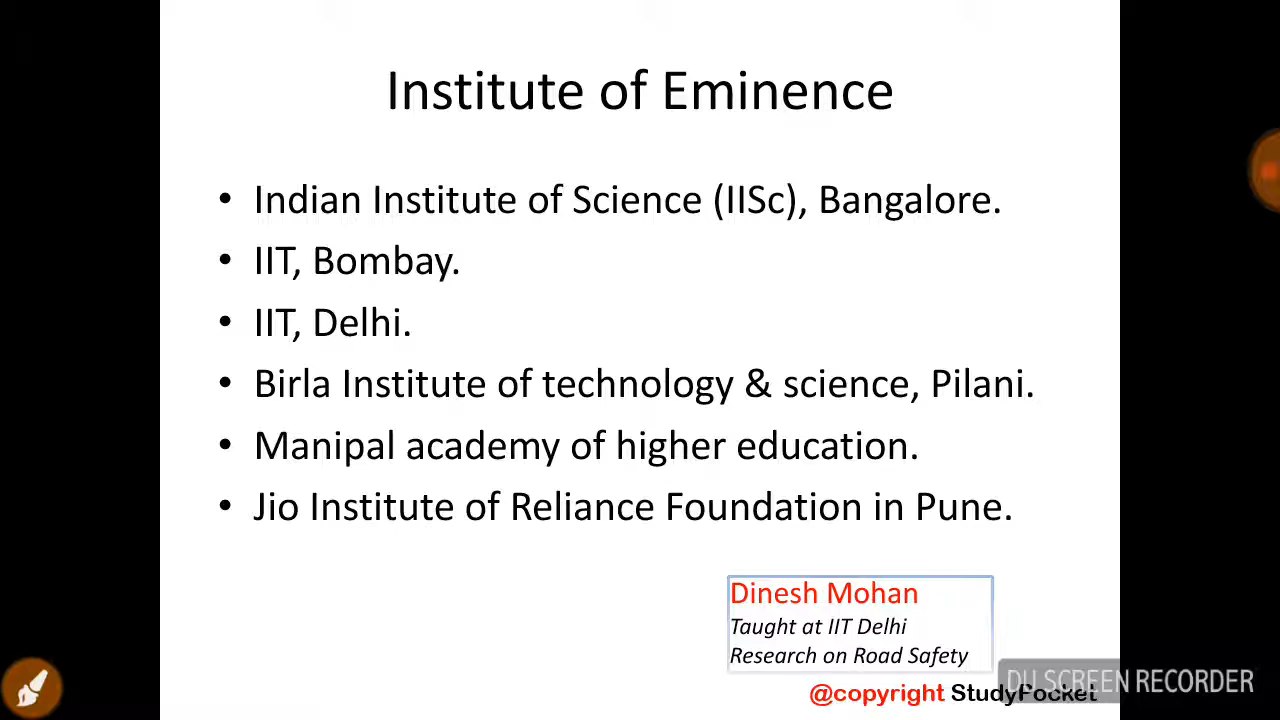 Institute of Eminence
• Indian Institute of Science (IISc), Bangalore.
• IIT, Bombay.
• IIT, Delhi.
• Birla Institute of technology & science, Pilani.
• Manipal academy of higher education.
• Jio Institute of Reliance Foundation in Pune.
Dinesh Mohan
Taught at IIT Delhi
Research on Road Safety
DU SCREEN RECORDER
@copyright StudyPocket